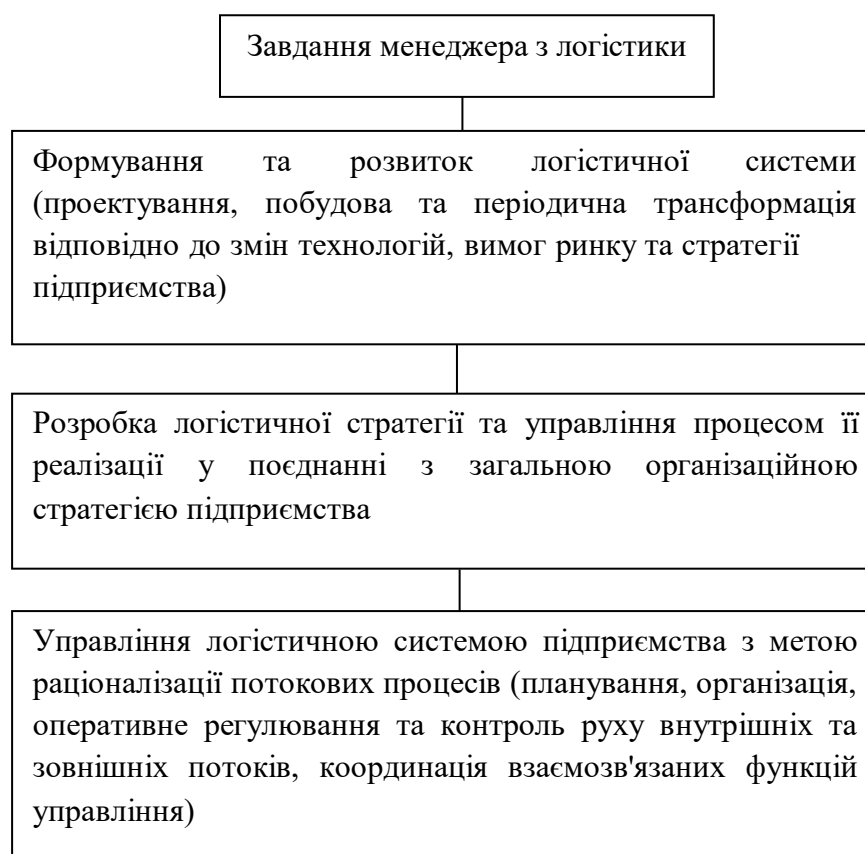 Завдання менеджера з логістики
Формування та розвиток логістичної системи
(проектування, побудова та періодична трансформація
відповідно до змін технологій, вимог ринку та стратегії
підприємства)
Розробка логістичної стратегії та управління процесом її
реалізації у поєднанні з загальною організаційною
стратегією підприємства
Управління логістичною системою підприємства з метою
раціоналізації потокових процесів (планування, організація,
оперативне регулювання та контроль руху внутрішніх та
зовнішніх потоків, координація взаємозв'язаних функцій
управління)